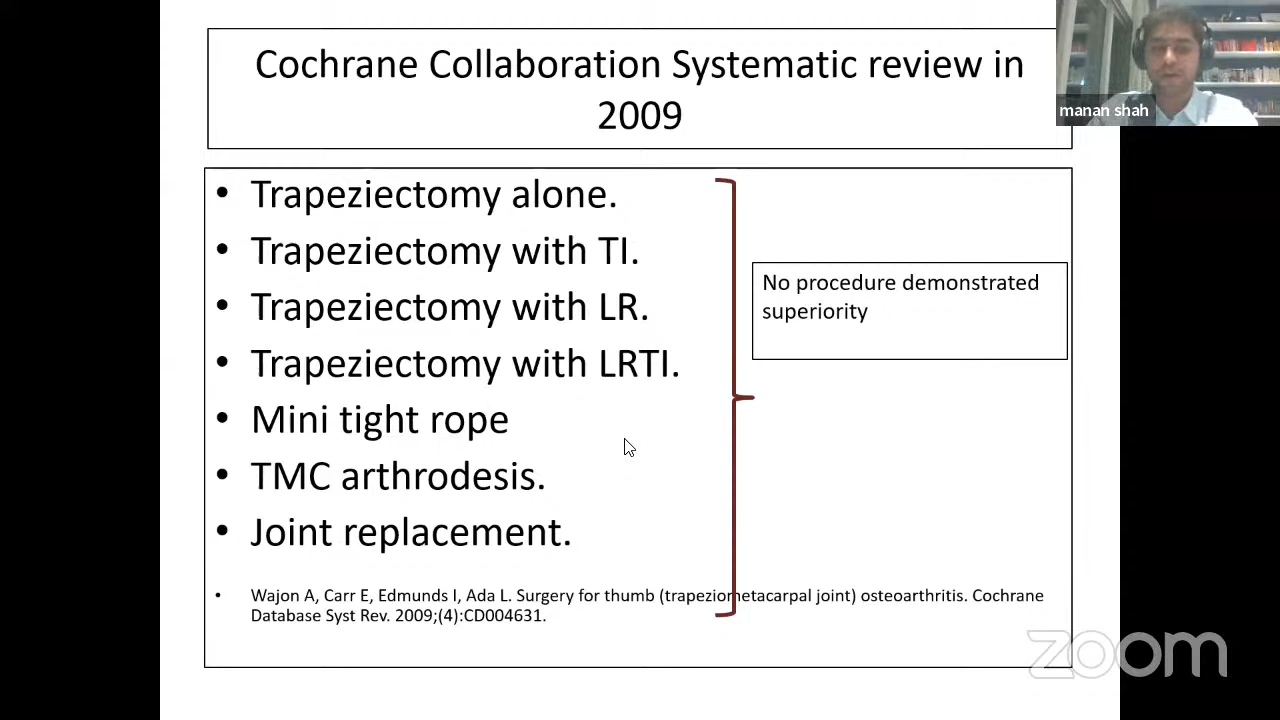 Cochrane Collaboration Systematic review in
2009
manan shah
• Trapeziectomy alone.
• Trapeziectomy with TI.
• Trapeziectomy with LR.
• Trapeziectomy with LRTI.
• Mini tight rope
• TMC arthrodesis.
• Joint replacement.
No procedure demonstrated
superiority
• Wajon A, Carr E, Edmunds I, Ada L. Surgery for thumb (trapeziometacarpal joint) osteoarthritis. Cochrane
Database Syst Rev. 2009;(4):CD004631.
zoom